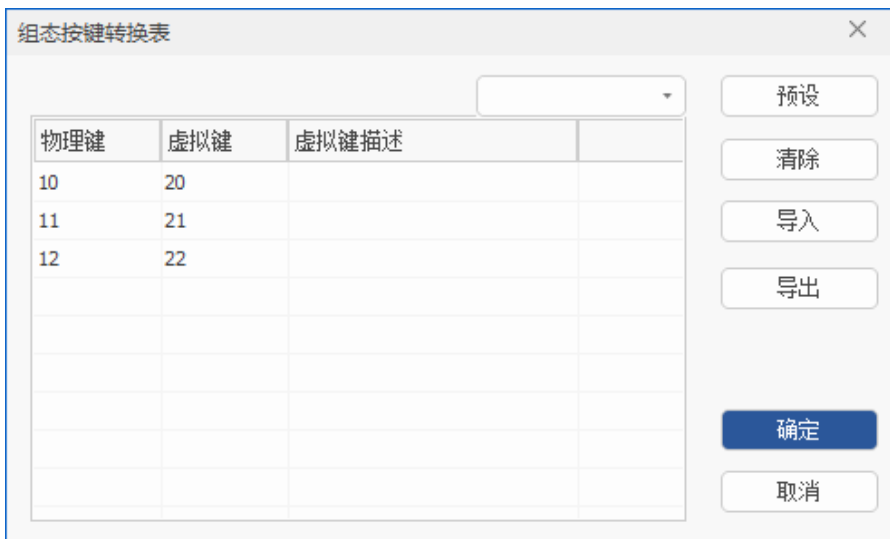 组态按键转换表
预设
物理键 虚拟键 虚拟键描述
清除
10 20
11 21
导入
12 22
导出
确定
取消